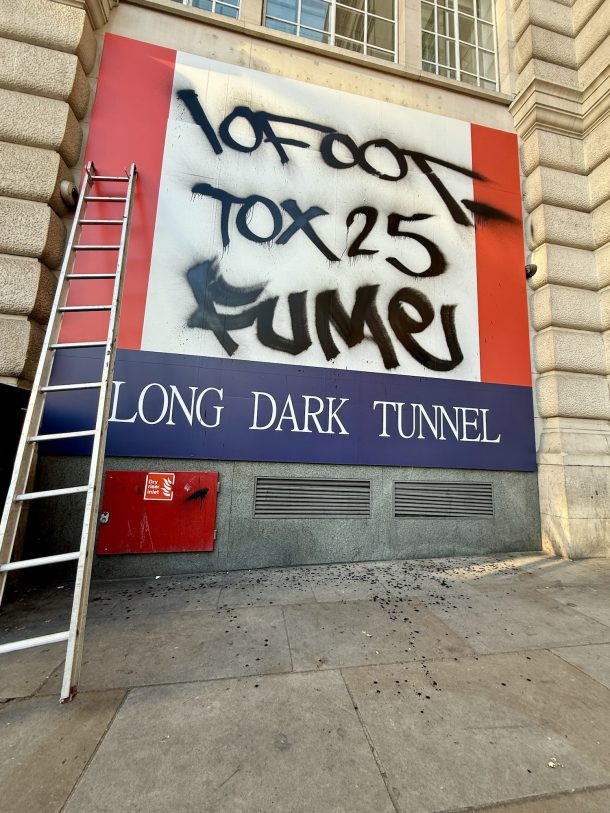 10FOOT
TOX 25
FUME
LONG DARK TUNNEL
Dry
riser
inlet